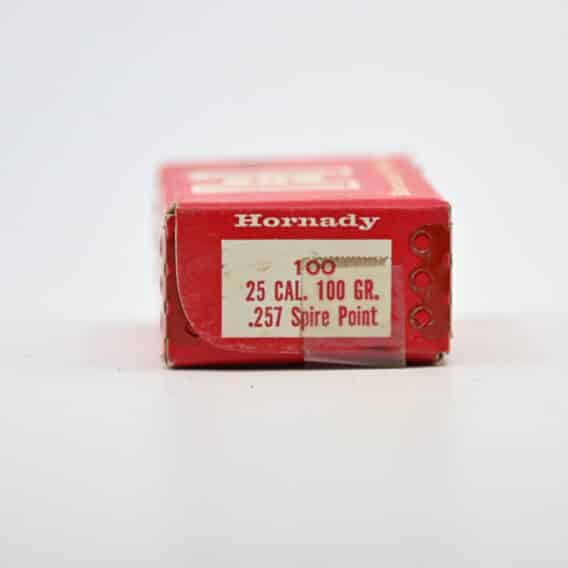 Hornady
100
25 CAL. 100 GR.
.257 Spire Point